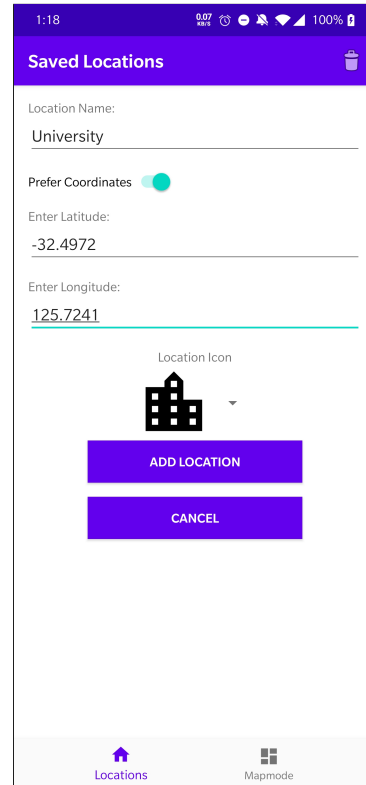 1:18 0.07 KB/S 100%
Saved Locations
Location Name:
University
Prefer Coordinates
Enter Latitude:
-32.4972
Enter Longitude:
125.7241
Location Icon
ADD LOCATION
CANCEL
Locations Mapmode